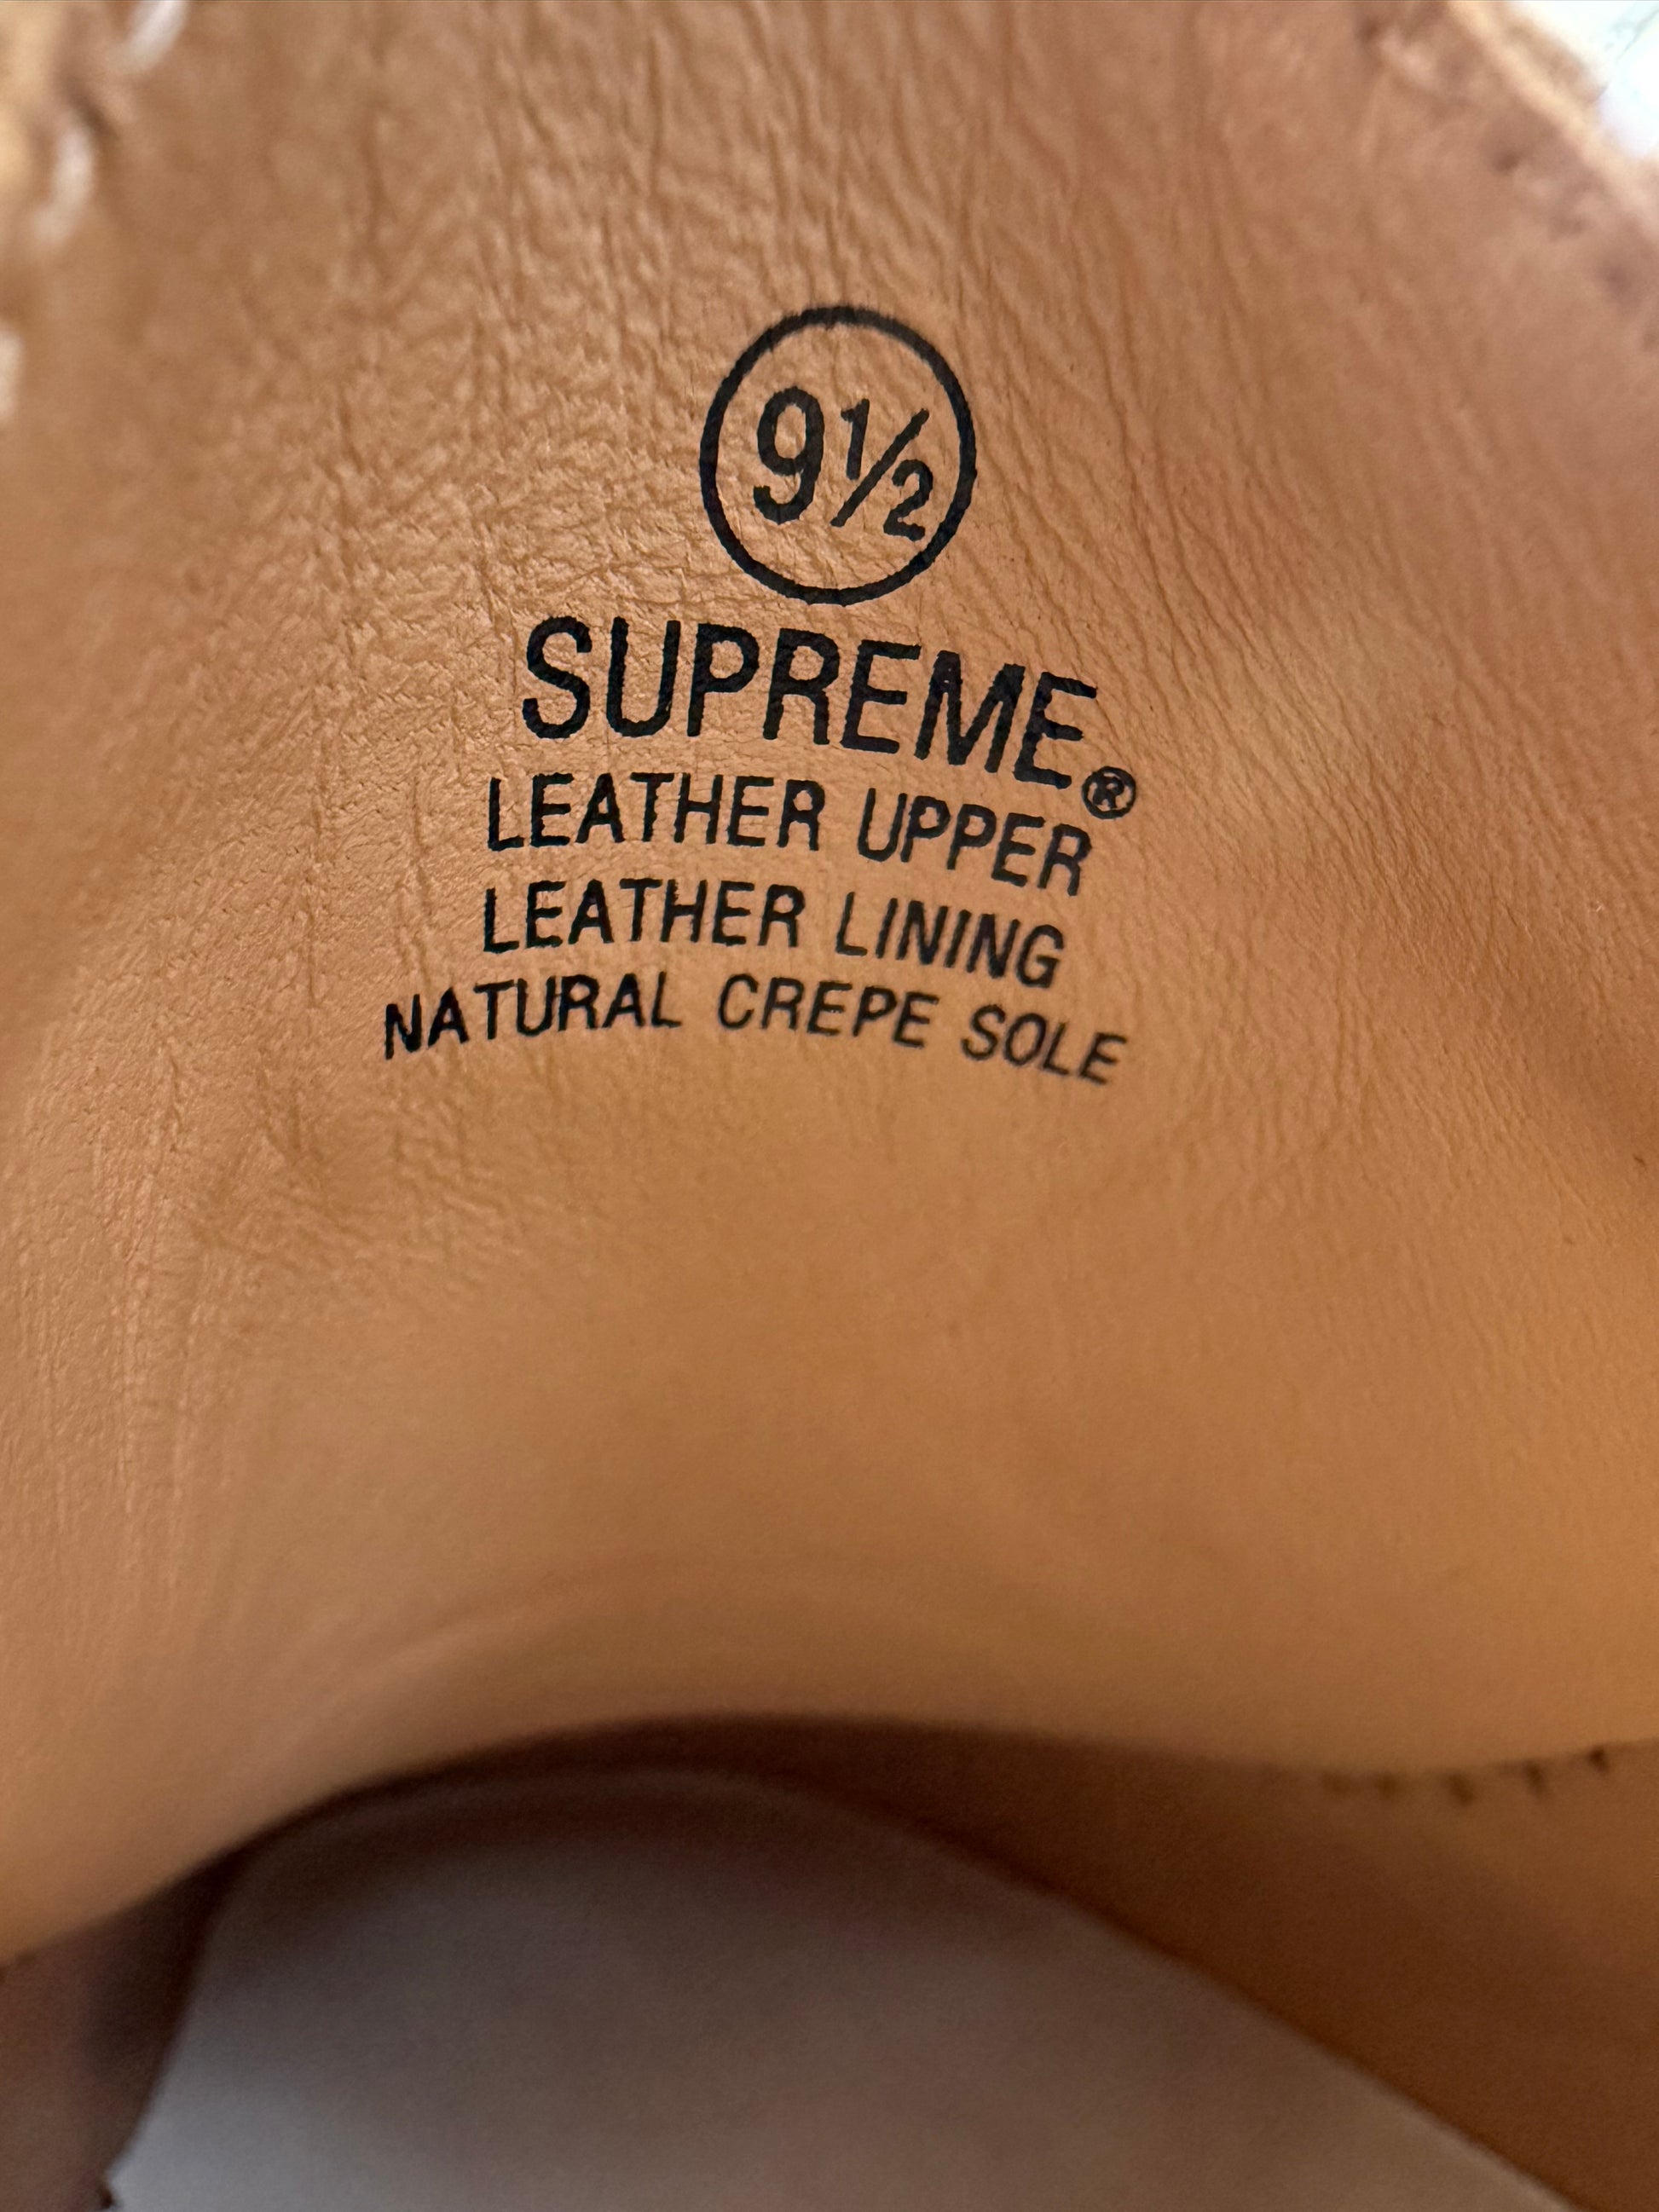 9½
SUPREME®
LEATHER UPPER
LEATHER LINING
NATURAL CREPE SOLE